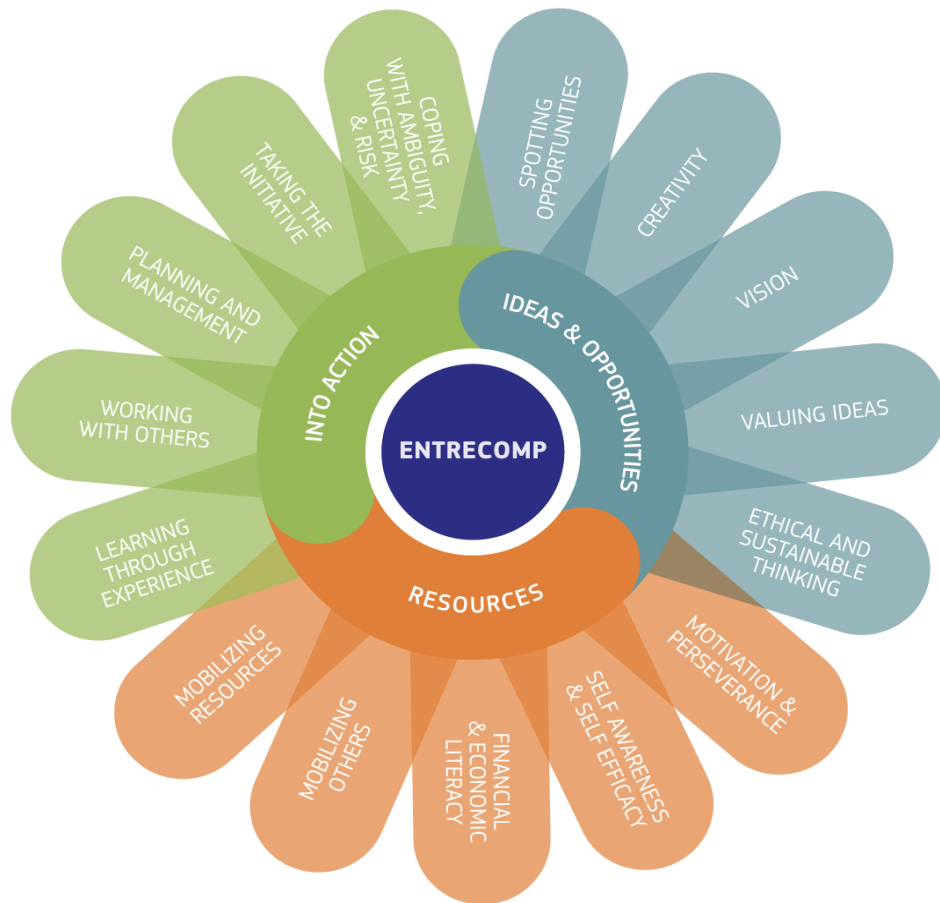 ENTRECOMP
IDEAS & OPPORTUNITIES
SPOTTING
OPPORTUNITIES
CREATIVITY
VISION
VALUING IDEAS
ETHICAL AND
SUSTAINABLE
THINKING
RESOURCES
MOTIVATION &
PERSEVERANCE
SELF AWARENESS
& SELF EFFICACY
FINANCIAL
& ECONOMIC
LITERACY
MOBILIZING
OTHERS
MOBILIZING
RESOURCES
INTO ACTION
LEARNING
THROUGH
EXPERIENCE
WORKING
WITH OTHERS
PLANNING AND
MANAGEMENT
TAKING THE
INITIATIVE
COPING
WITH AMBIGUITY,
UNCERTAINTY
& RISK